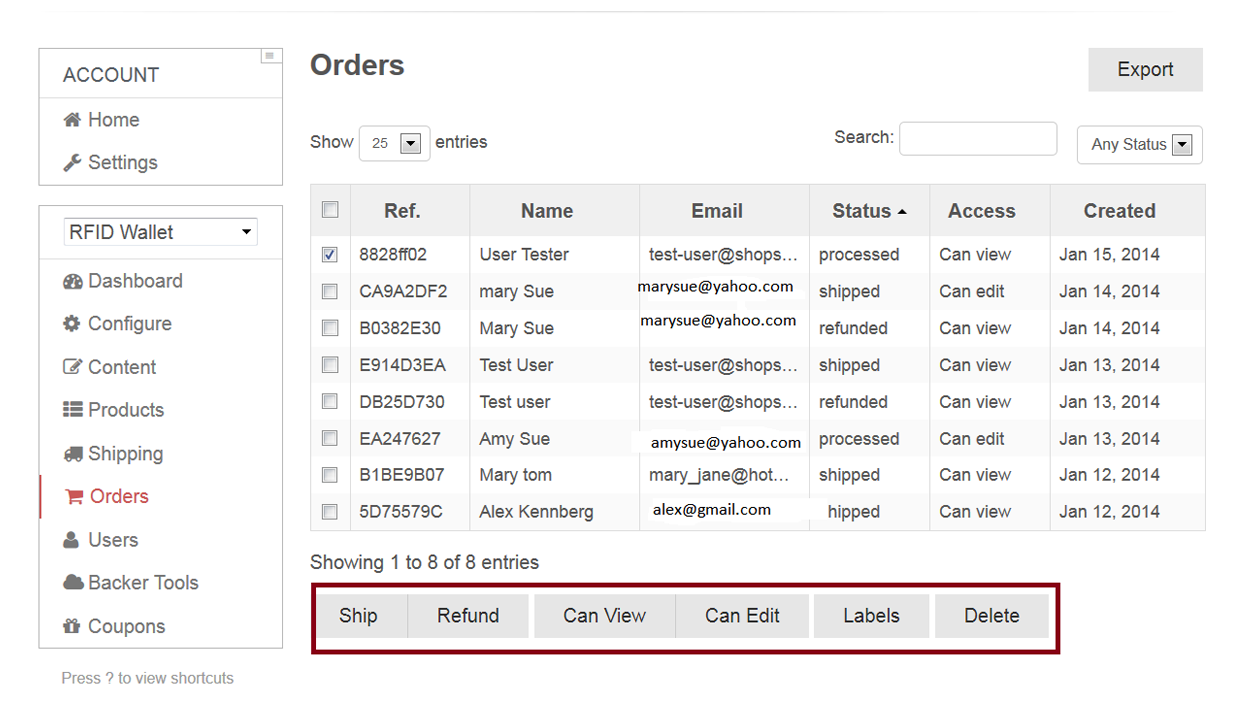 ACCOUNT
Home
Settings
RFID Wallet
Dashboard
Configure
Content
Products
Shipping
Orders
Users
Backer Tools
Coupons
Press ? to view shortcuts
Orders
Export
Show 25 entries
Search:
Any Status
Ref. Name Email Status Access Created
8828ff02 User Tester test-user@shops... processed Can view Jan 15, 2014
CA9A2DF2 mary Sue marysue@yahoo.com shipped Can edit Jan 14, 2014
B0382E30 Mary Sue marysue@yahoo.com refunded Can view Jan 14, 2014
E914D3EA Test User test-user@shops... shipped Can view Jan 13, 2014
DB25D730 Test user test-user@shops... refunded Can view Jan 13, 2014
EA247627 Amy Sue amysue@yahoo.com processed Can edit Jan 13, 2014
B1BE9B07 Mary tom mary_jane@hot... shipped Can view Jan 12, 2014
5D75579C Alex Kennberg alex@gmail.com hipped Can view Jan 12, 2014
Showing 1 to 8 of 8 entries
Ship Refund Can View Can Edit Labels Delete